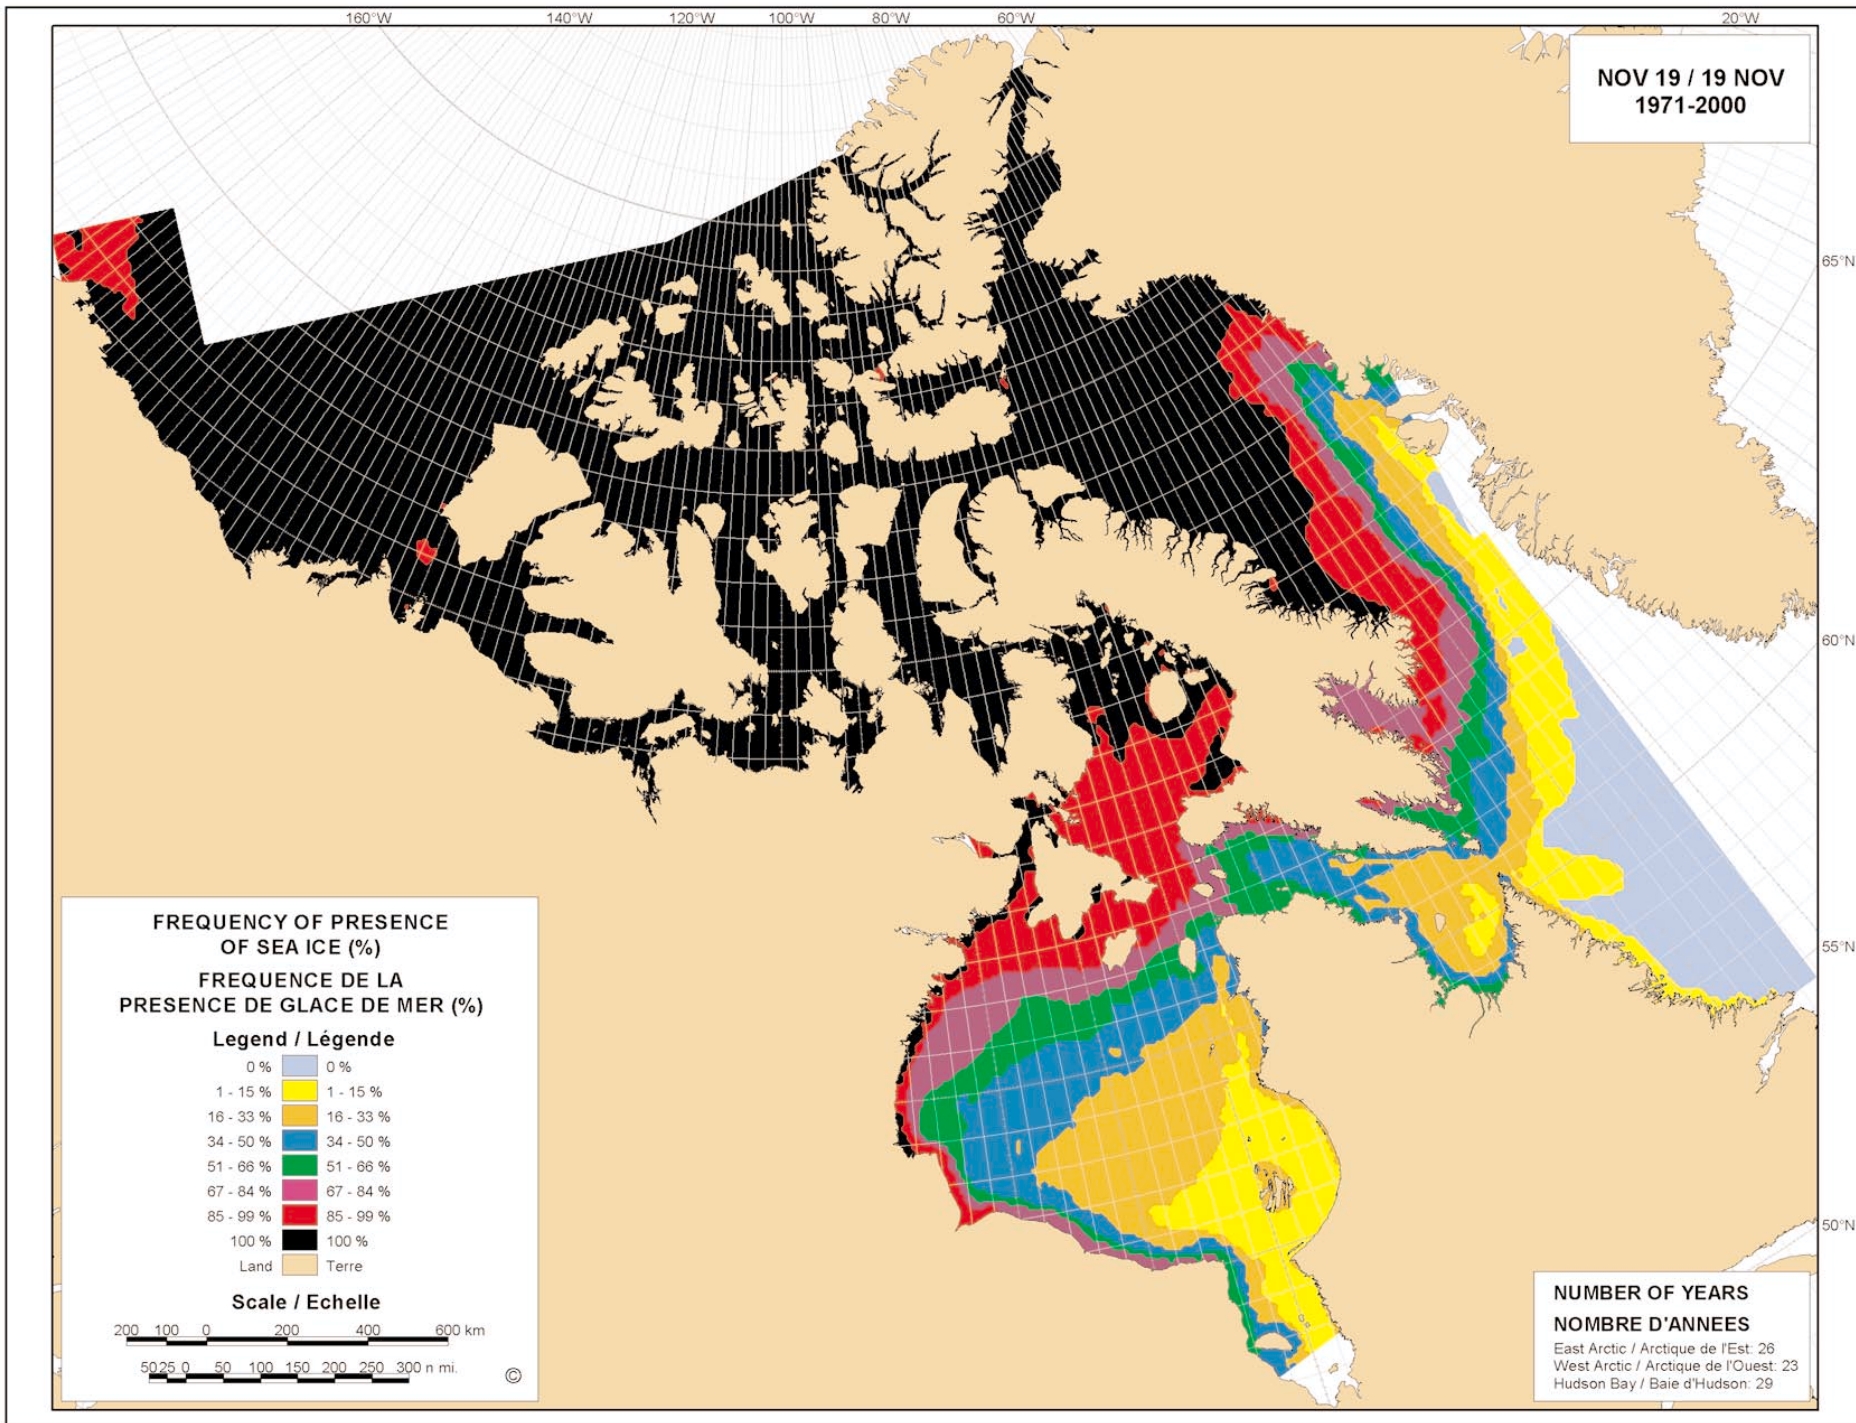 160°W 140°W 120°W 100°W 80°W 60°W 20°W
NOV 19 / 19 NOV
1971-2000
65°N
60°N
55°N
50°N
FREQUENCY OF PRESENCE
OF SEA ICE (%)
FREQUENCE DE LA
PRESENCE DE GLACE DE MER (%)
Legend / Légende
0 % 0 %
1 - 15 % 1 - 15 %
16 - 33 % 16 - 33 %
34 - 50 % 34 - 50 %
51 - 66 % 51 - 66 %
67 - 84 % 67 - 84 %
85 - 99 % 85 - 99 %
100 % 100 %
Land Terre
Scale / Echelle
200 100 0 200 400 600 km
50 25 0 50 100 150 200 250 300 n mi.
©
NUMBER OF YEARS
NOMBRE D'ANNEES
East Arctic / Arctique de l'Est: 26
West Arctic / Arctique de l'Ouest: 23
Hudson Bay / Baie d'Hudson: 29